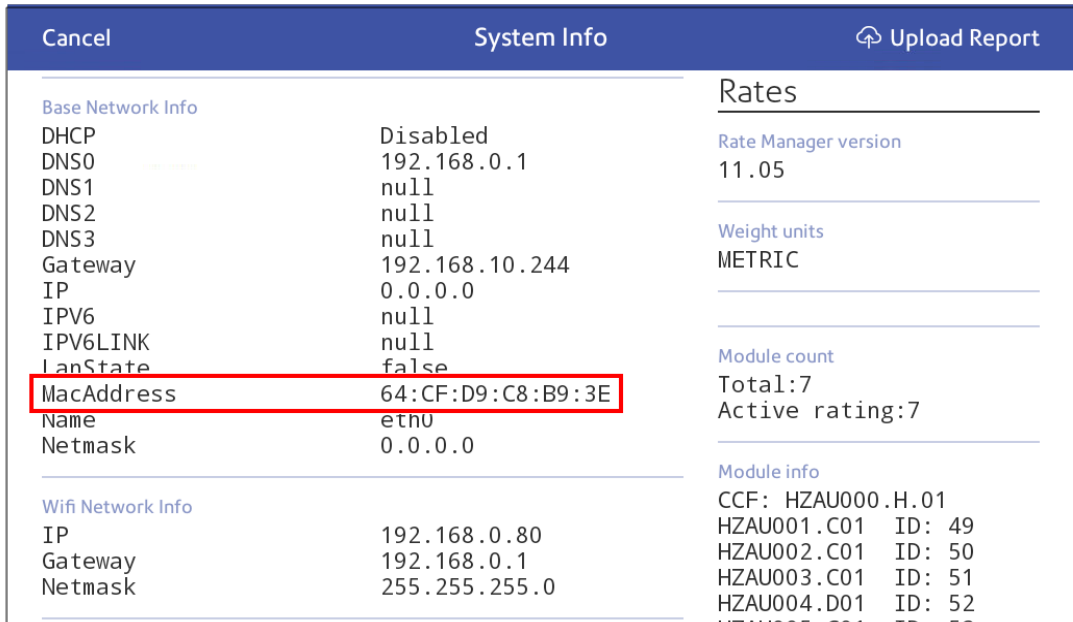 Cancel System Info Upload Report
Base Network Info
DHCP Disabled
DNS0 192.168.0.1
DNS1 null
DNS2 null
DNS3 null
Gateway 192.168.10.244
IP 0.0.0.0
IPV6 null
IPV6LINK null
LanState false
MacAddress 64:CF:D9:C8:B9:3E
Name eth0
Netmask 0.0.0.0
Wifi Network Info
IP 192.168.0.80
Gateway 192.168.0.1
Netmask 255.255.255.0
Rates
Rate Manager version
11.05
Weight units
METRIC
Module count
Total:7
Active rating:7
Module info
CCF: HZAU000.H.01
HZAU001.C01 ID: 49
HZAU002.C01 ID: 50
HZAU003.C01 ID: 51
HZAU004.D01 ID: 52